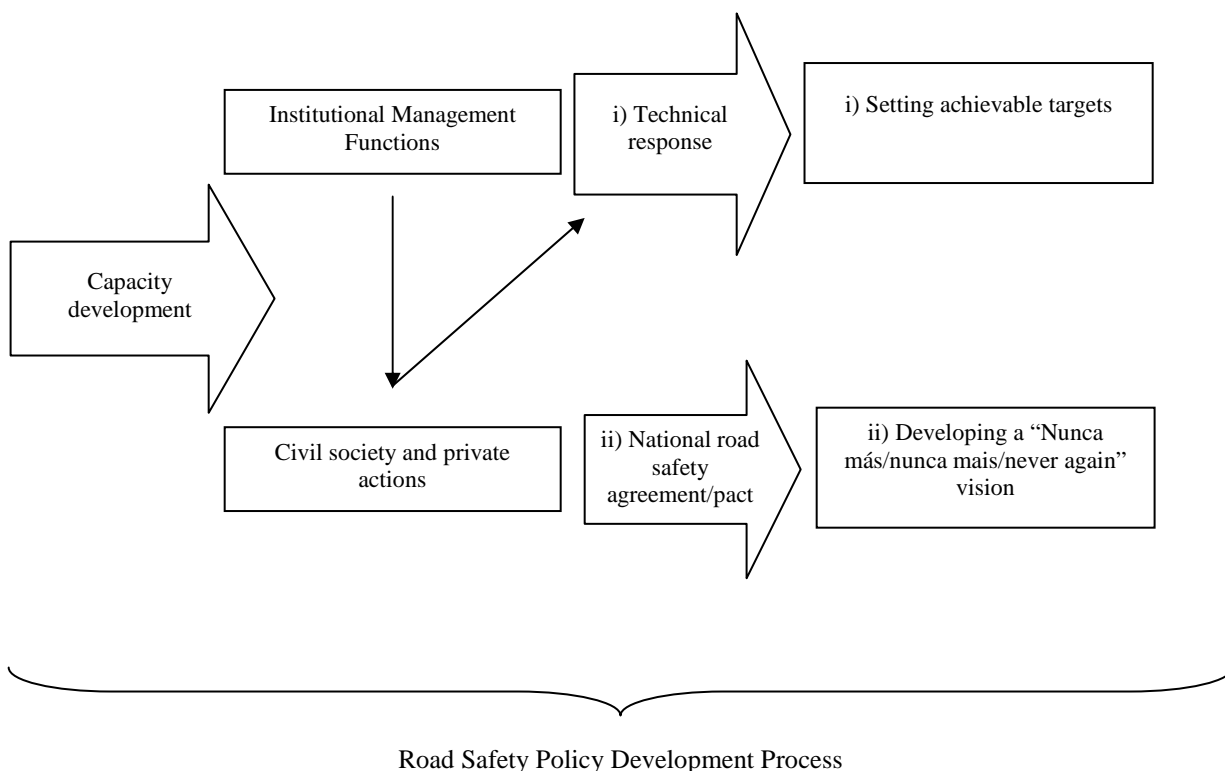 Institutional Management
Functions
i) Technical
response
i) Setting achievable targets
Capacity
development
Civil society and private
actions
ii) National road
safety
agreement/pact
ii) Developing a “Nunca
más/nunca mais/never again”
vision
Road Safety Policy Development Process